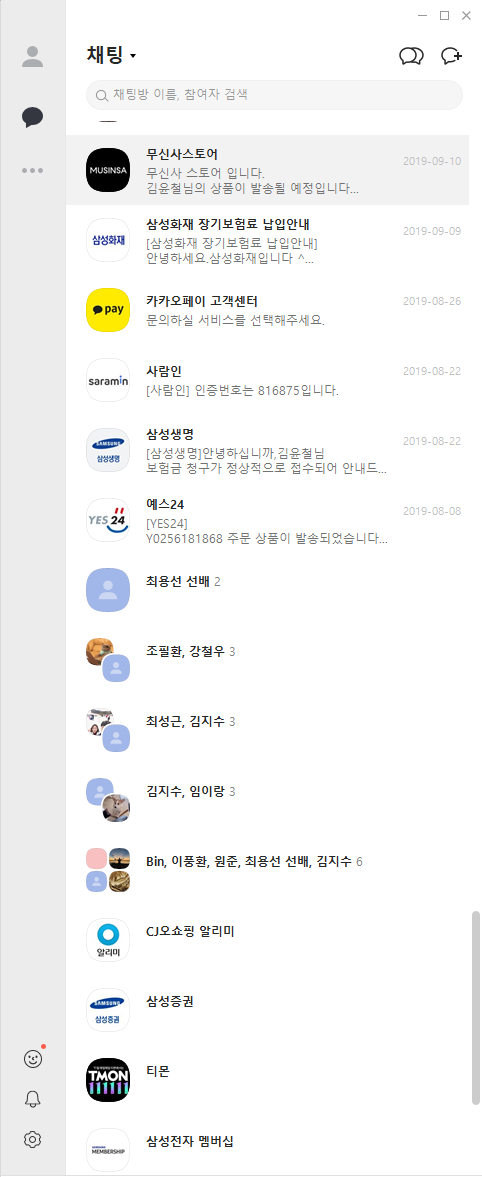 채팅
채팅방 이름, 참여자 검색
MUSINSA
무신사스토어
2019-09-10
무신사 스토어 입니다.
김윤철님의 상품이 발송될 예정입니다...
삼성화재
삼성화재 장기보험료 납입안내
2019-09-09
[삼성화재 장기보험료 납입안내]
안녕하세요.삼성화재입니다 ^...
pay
카카오페이 고객센터
2019-08-26
문의하실 서비스를 선택해주세요.
saramin
사람인
2019-08-22
[사람인] 인증번호는 816875입니다.
SAMSUNG
삼성생명
삼성생명
2019-08-22
[삼성생명]안녕하십니까,김윤철님
보험금 청구가 정상적으로 접수되어 안내드...
YES 24
예스24
2019-08-08
[YES24]
Y0256181868 주문 상품이 발송되었습니다...
최용선 선배 2
조필환, 강철우 3
최성근, 김지수 3
김지수, 임이랑 3
Bin, 이풍환, 원준, 최용선 선배, 김지수 6
알리미
CJ오쇼핑 알리미
SAMSUNG
삼성증권
삼성증권
TMON
111111
티몬
MEMBERSHIP
삼성전자 멤버십